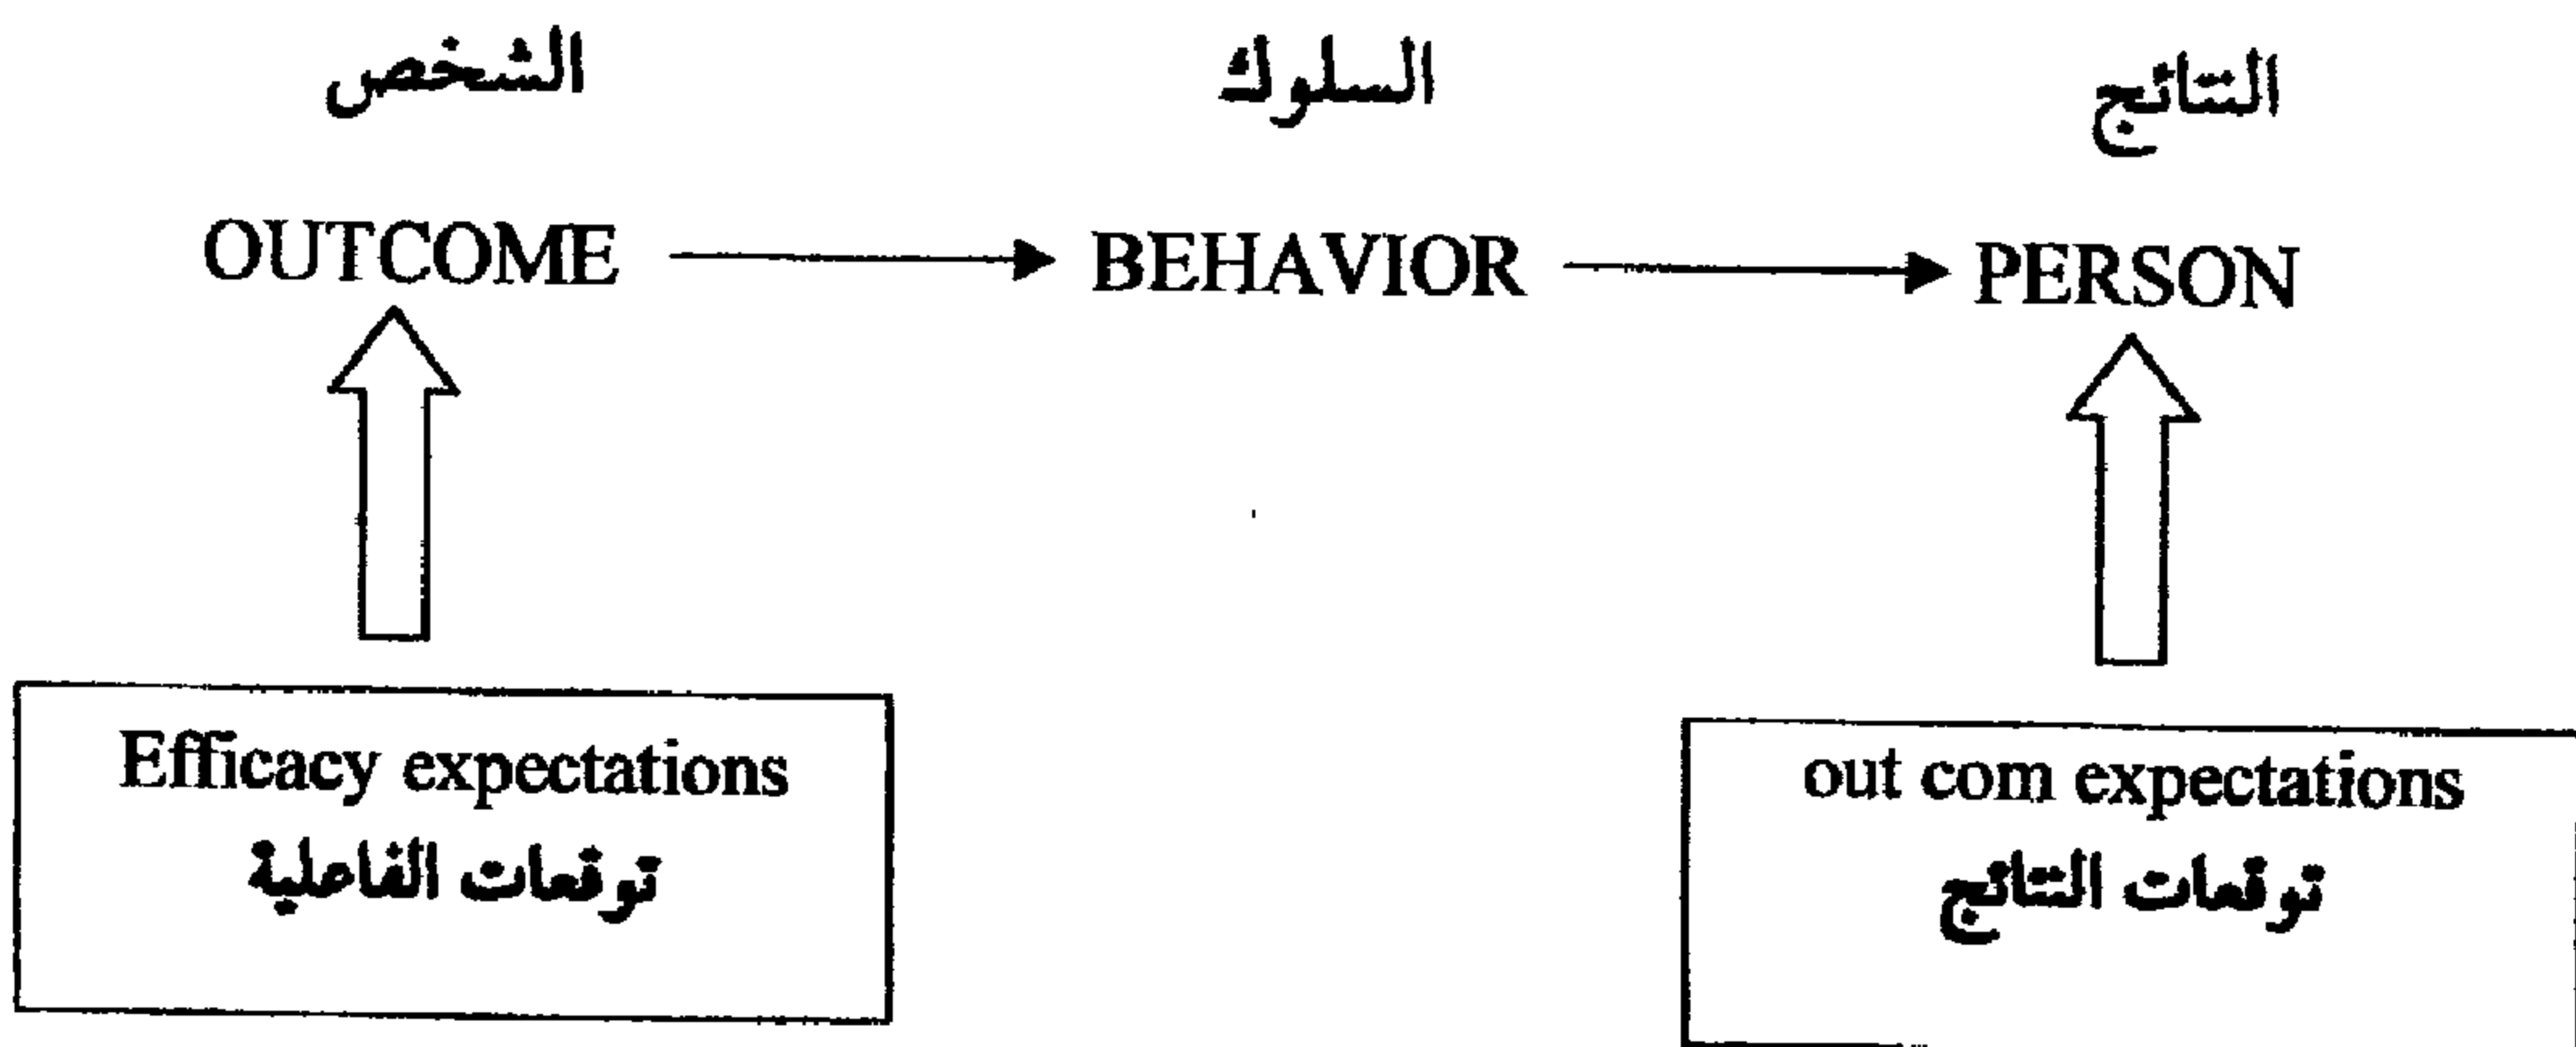 الشخص
السلوك
النتائج
OUTCOME
BEHAVIOR
PERSON
Efficacy expectations
توقعات الفاعلية
out com expectations
توقعات النتائج